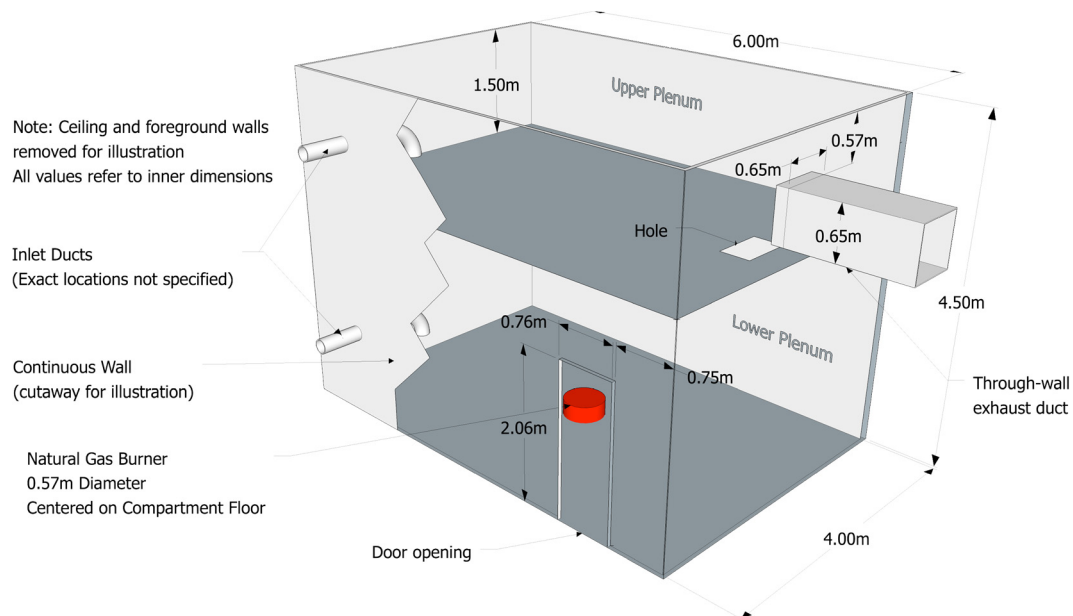 6.00m
1.50m
Upper Plenum
Note: Ceiling and foreground walls
removed for illustration
All values refer to inner dimensions
0.57m
0.65m
Hole
0.65m
Inlet Ducts
(Exact locations not specified)
4.50m
0.76m
Lower Plenum
0.75m
Continuous Wall
(cutaway for illustration)
Through-wall
exhaust duct
2.06m
Natural Gas Burner
0.57m Diameter
Centered on Compartment Floor
4.00m
Door opening